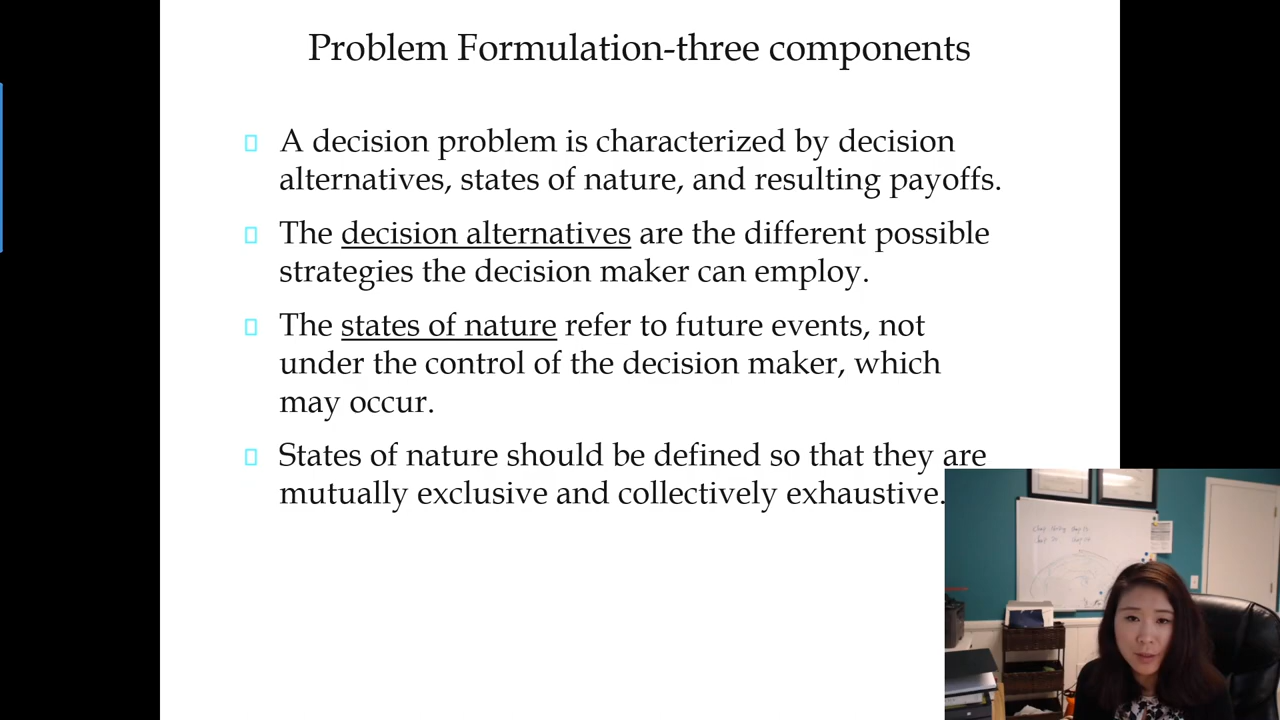 Problem Formulation-three components
A decision problem is characterized by decision
alternatives, states of nature, and resulting payoffs.
The decision alternatives are the different possible
strategies the decision maker can employ.
The states of nature refer to future events, not
under the control of the decision maker, which
may occur.
States of nature should be defined so that they are
mutually exclusive and collectively exhaustive.